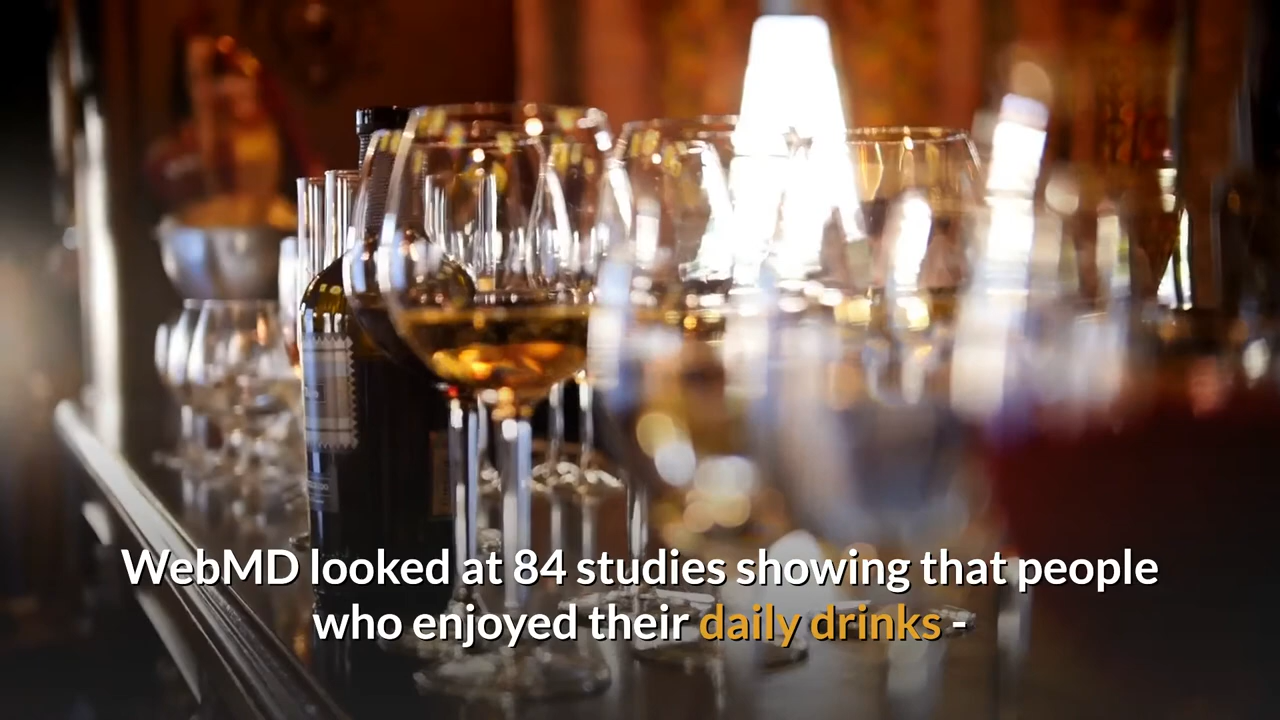 WebMD looked at 84 studies showing that people
who enjoyed their daily drinks -